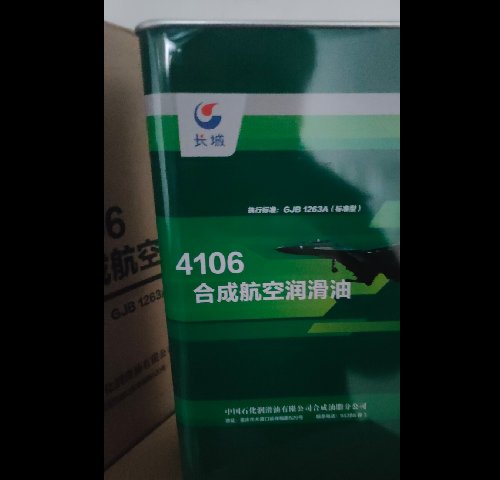 长城
执行标准：GJB 1263A（标准型）
4106
合成航空润滑油
中国石化润滑油有限公司合成油脂分公司
106
成航空
GJB 1263A